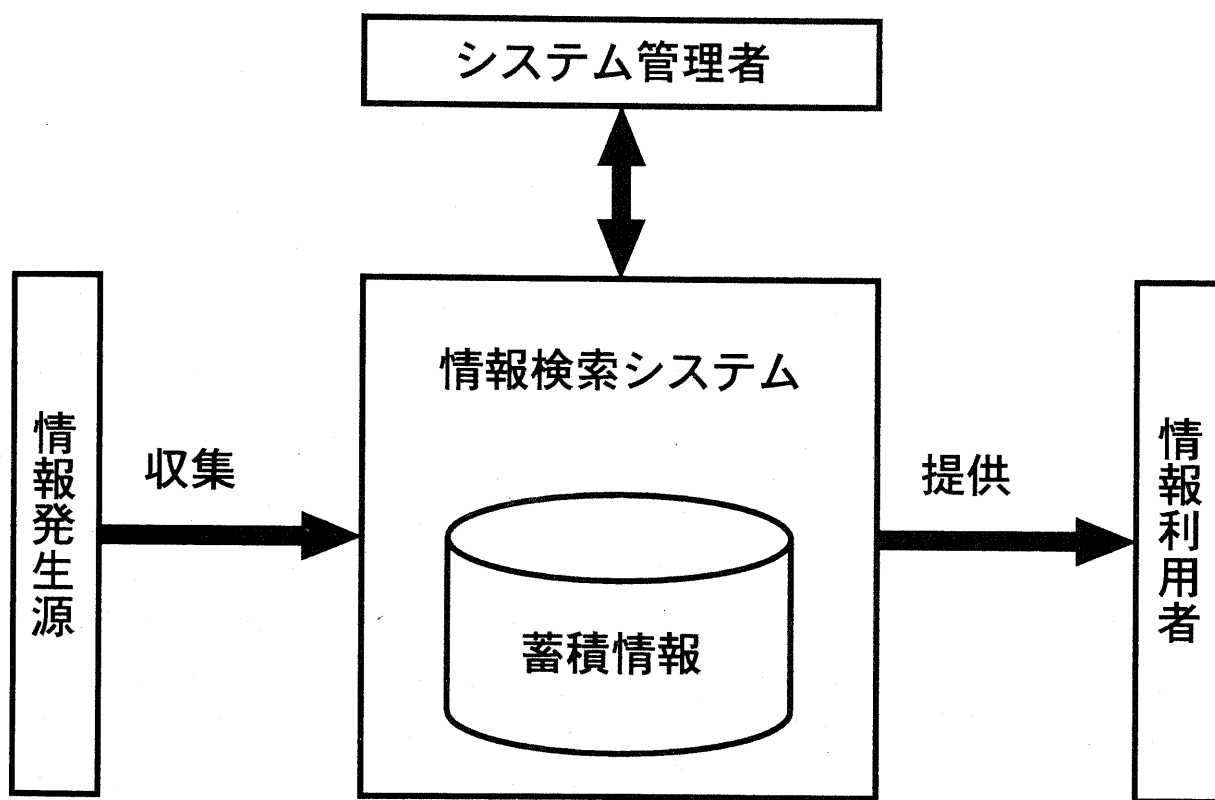 システム管理者
情報検索システム
情報発生源
収集
提供
情報利用者
蓄積情報